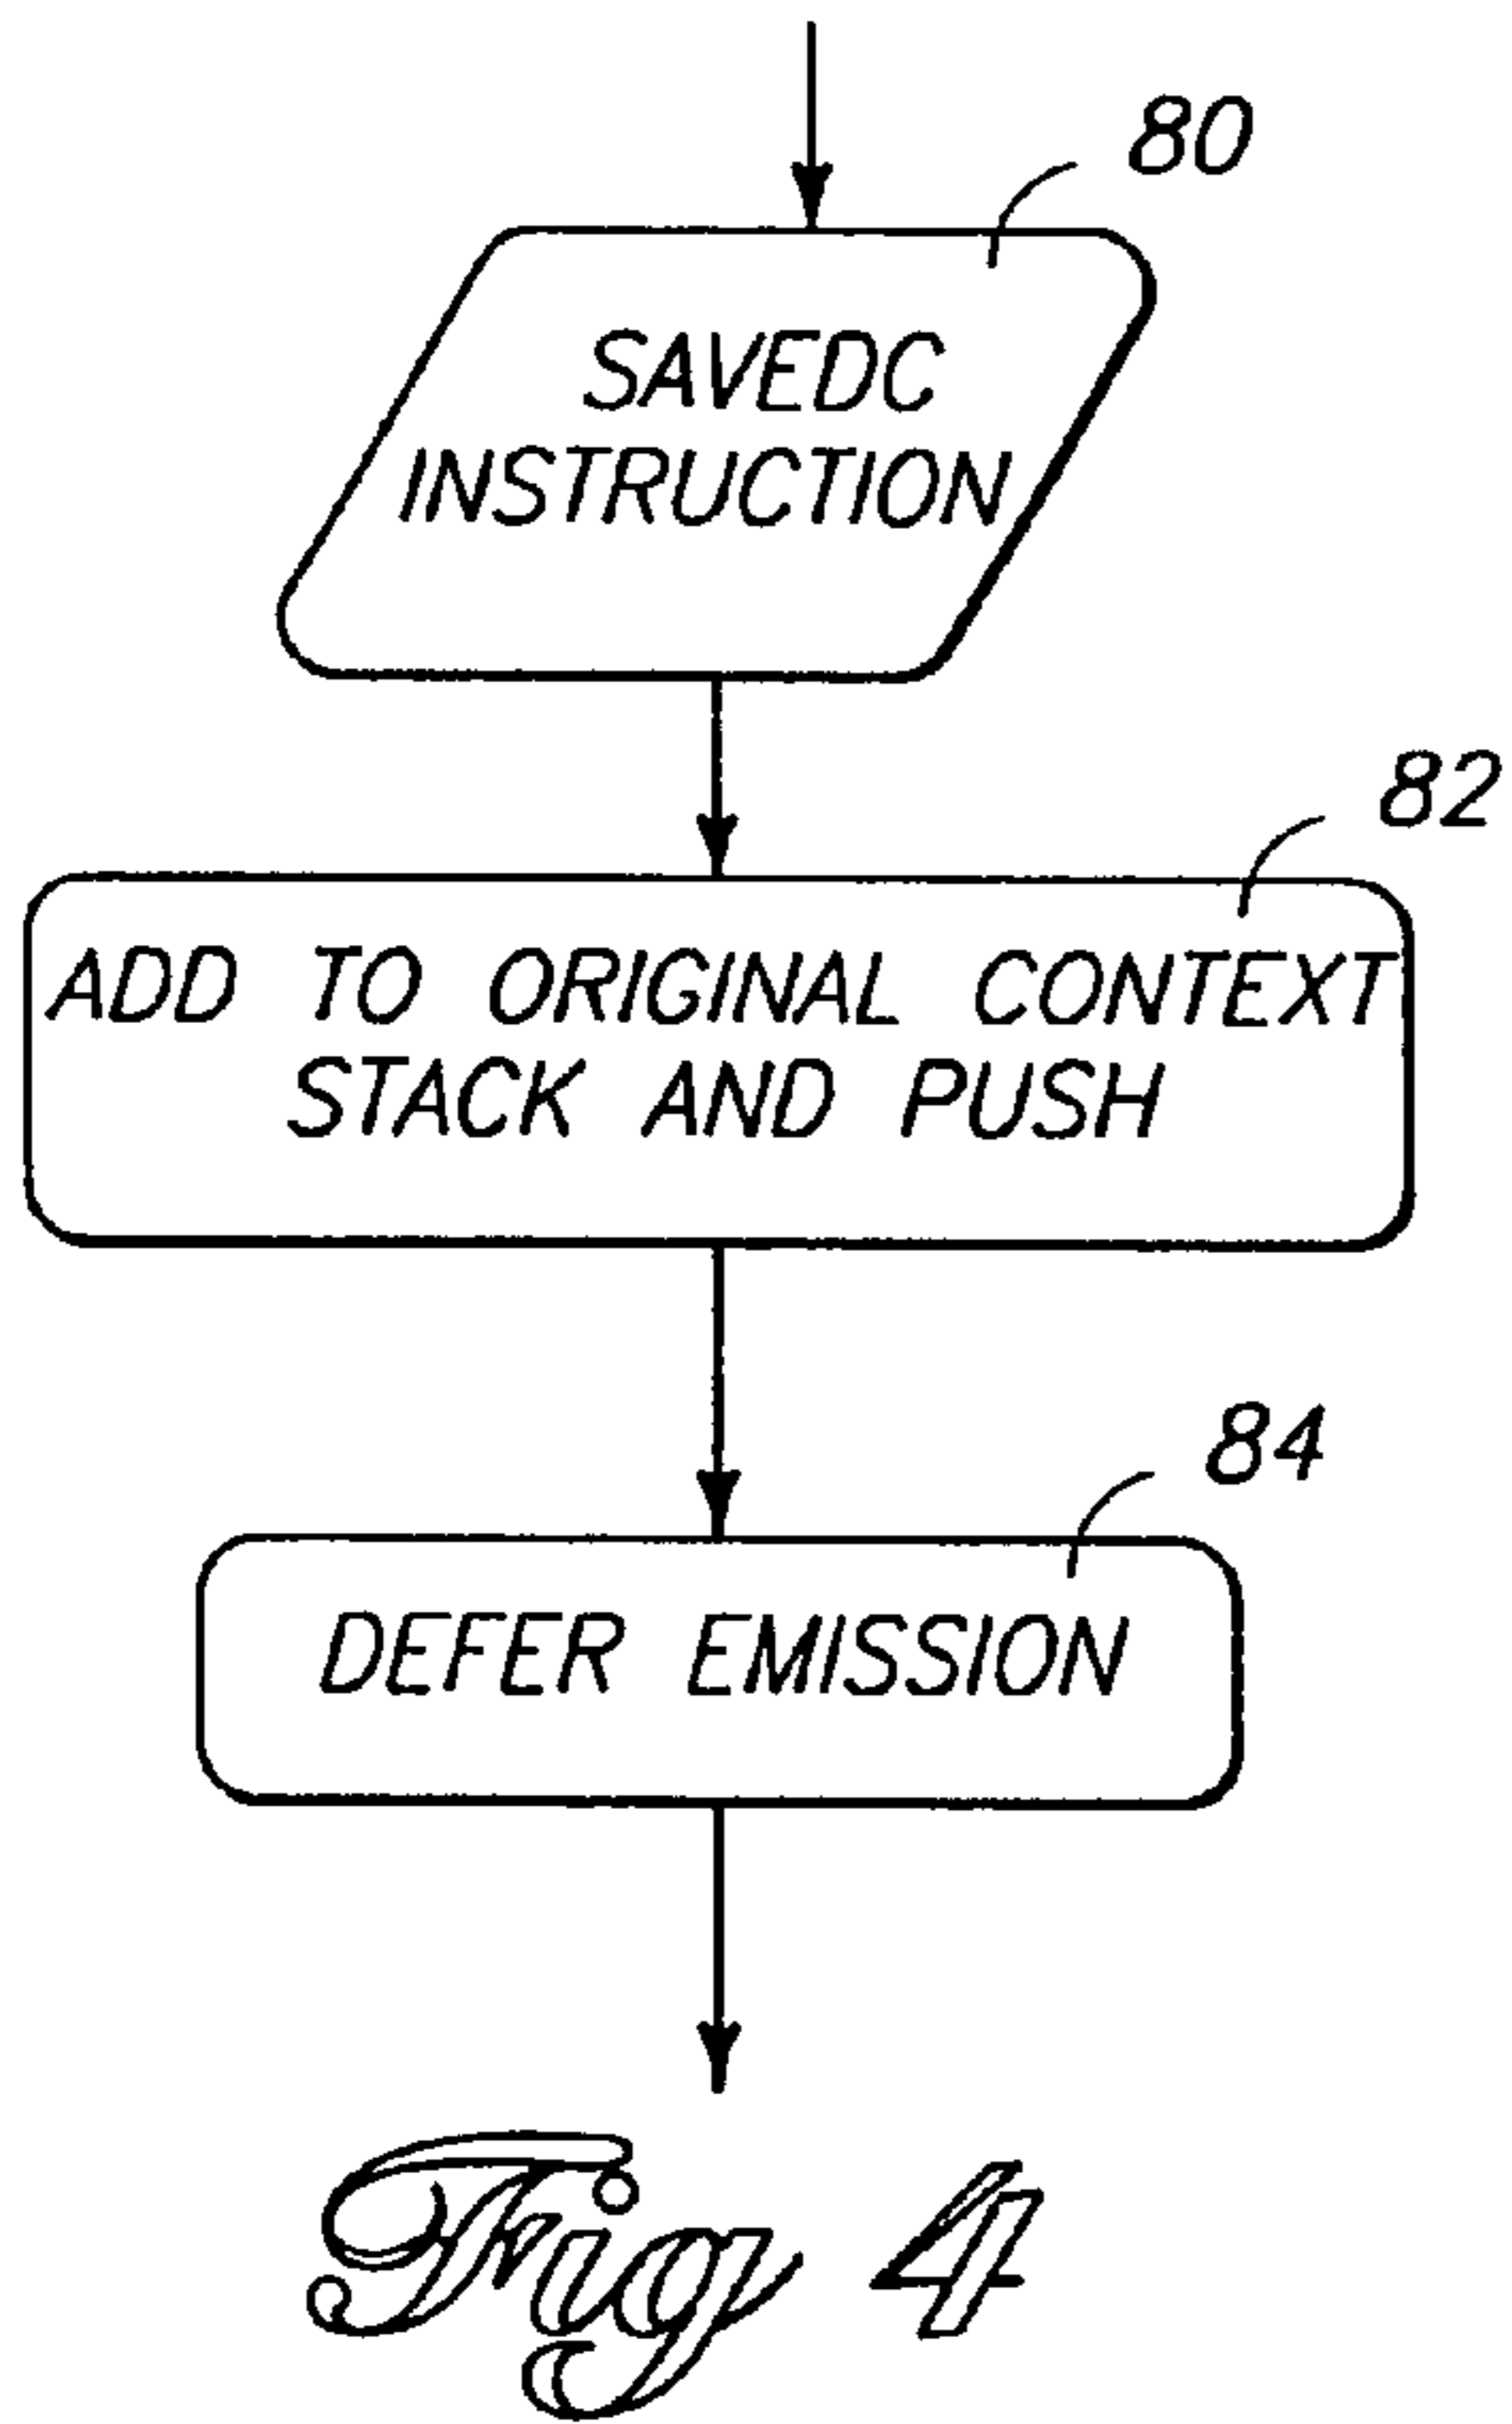 80
SAVEDC
INSTRUCTION
82
ADD TO ORIGINAL CONTEXT
STACK AND PUSH
84
DEFER EMISSION
Fig 4